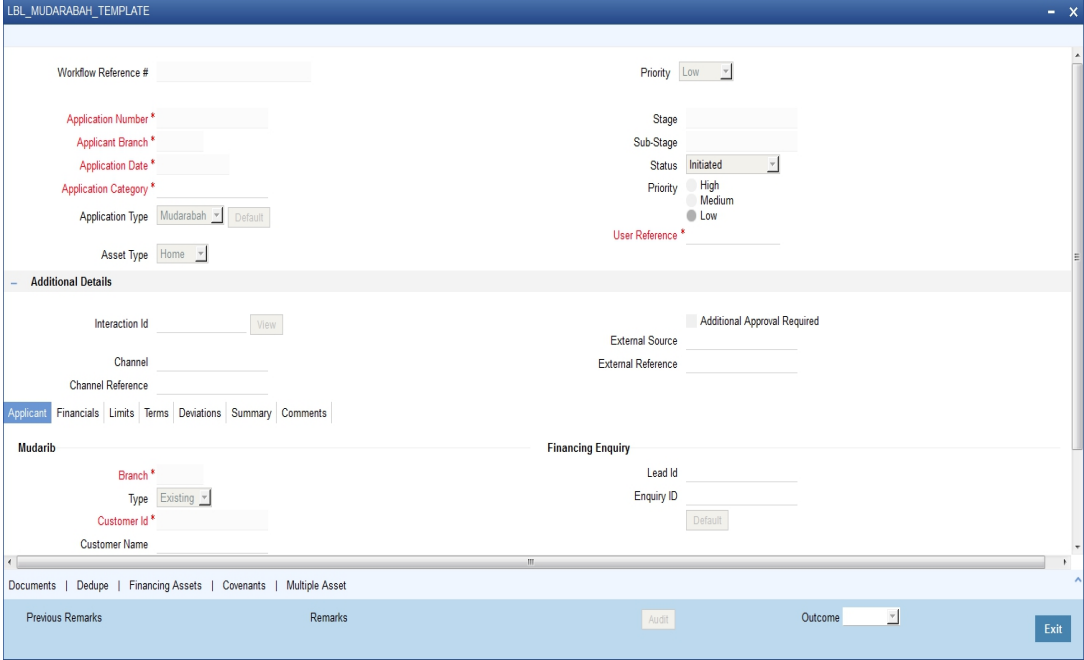 LBL_MUDARABAH_TEMPLATE
Workflow Reference #
Priority Low
Application Number *
Stage
Applicant Branch *
Sub-Stage
Application Date *
Status Initiated
Application Category *
Priority High
Medium
Low
Application Type Mudarabah Default
User Reference *
Asset Type Home
– Additional Details
Interaction Id View
Additional Approval Required
External Source
Channel
External Reference
Channel Reference
Applicant Financials Limits Terms Deviations Summary Comments
Mudarib
Financing Enquiry
Branch *
Lead Id
Type Existing
Enquiry ID
Customer Id *
Default
Customer Name
Documents | Dedupe | Financing Assets | Covenants | Multiple Asset
Previous Remarks Remarks Audit Outcome
Exit